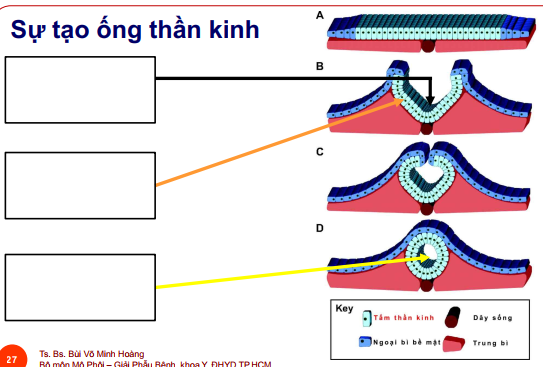 Sự tạo ống thần kinh
A
B
C
D
Key
Tấm thần kinh
Dây sống
Ngoại bì bề mặt
Trung bì
27
Ts. Bs. Bùi Võ Minh Hoàng
Bộ môn Mô Phôi – Giải Phẫu Bệnh, khoa Y, ĐHYD TP.HCM